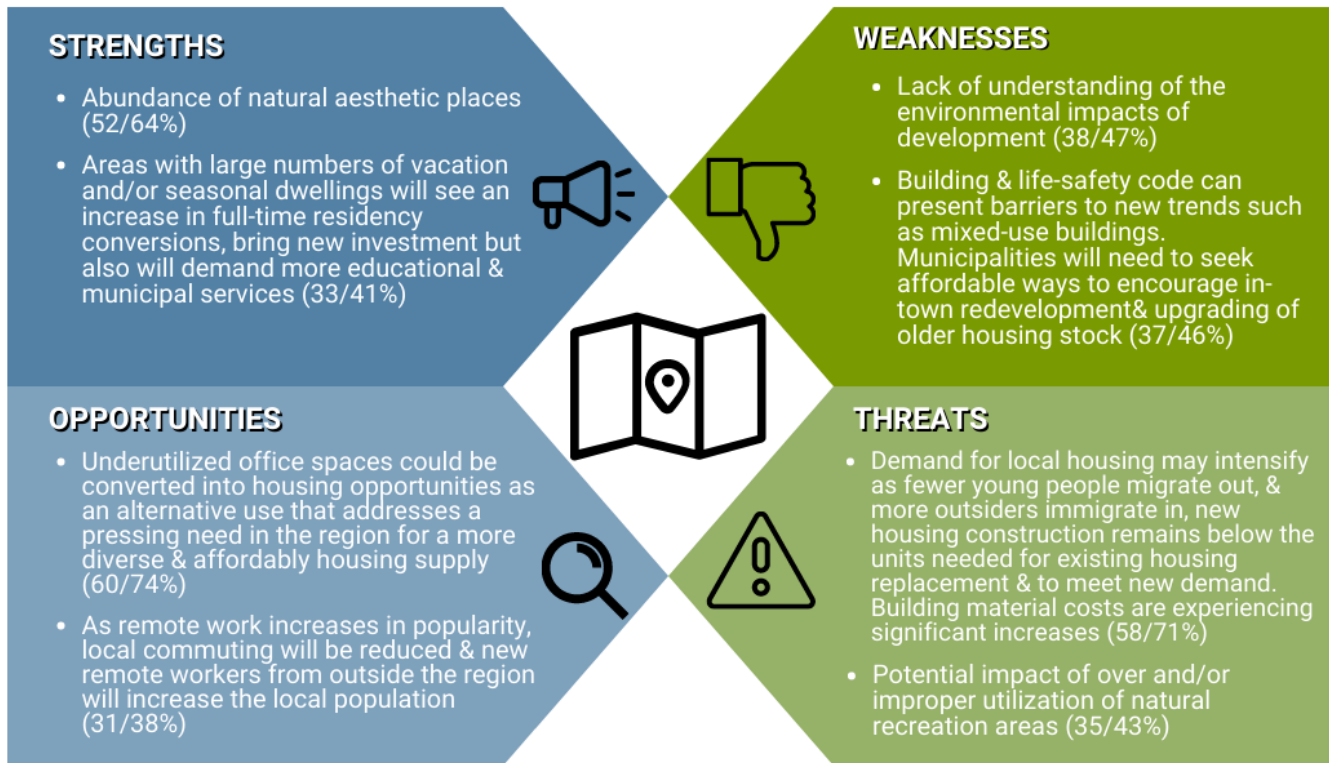 STRENGTHS
• Abundance of natural aesthetic places
(52/64%)
• Areas with large numbers of vacation
and/or seasonal dwellings will see an
increase in full-time residency
conversions, bring new investment but
also will demand more educational &
municipal services (33/41%)
WEAKNESSES
• Lack of understanding of the
environmental impacts of
development (38/47%)
• Building & life-safety code can
present barriers to new trends such
as mixed-use buildings.
Municipalities will need to seek
affordable ways to encourage in-
town redevelopment& upgrading of
older housing stock (37/46%)
OPPORTUNITIES
• Underutilized office spaces could be
converted into housing opportunities as
an alternative use that addresses a
pressing need in the region for a more
diverse & affordably housing supply
(60/74%)
• As remote work increases in popularity,
local commuting will be reduced & new
remote workers from outside the region
will increase the local population
(31/38%)
THREATS
• Demand for local housing may intensify
as fewer young people migrate out, &
more outsiders immigrate in, new
housing construction remains below the
units needed for existing housing
replacement & to meet new demand.
Building material costs are experiencing
significant increases (58/71%)
• Potential impact of over and/or
improper utilization of natural
recreation areas (35/43%)